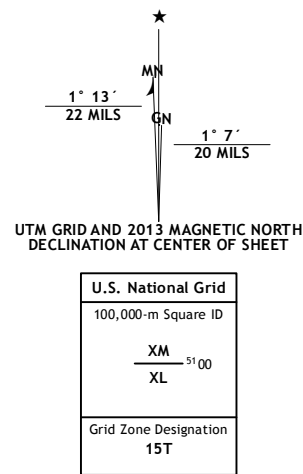 ★
MN
1° 13´
22 MILS
GN
1° 7´
20 MILS
UTM GRID AND 2013 MAGNETIC NORTH
DECLINATION AT CENTER OF SHEET
U.S. National Grid
100,000-m Square ID
XM
5100
XL
Grid Zone Designation
15T